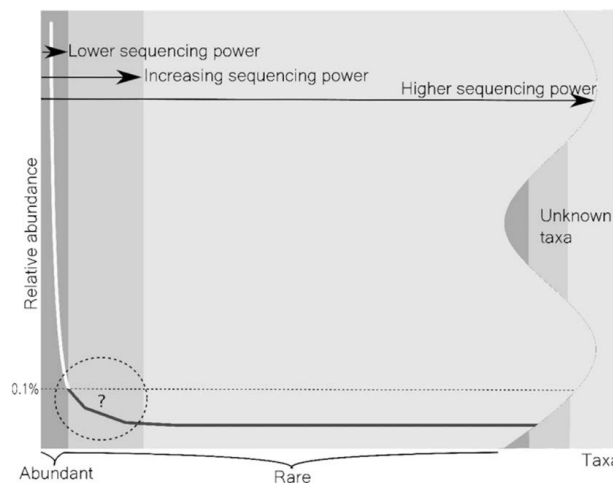 Lower sequencing power
Increasing sequencing power
Higher sequencing power
Relative abundance
Unknown
taxa
0.1%
?
Abundant
Rare
Taxa